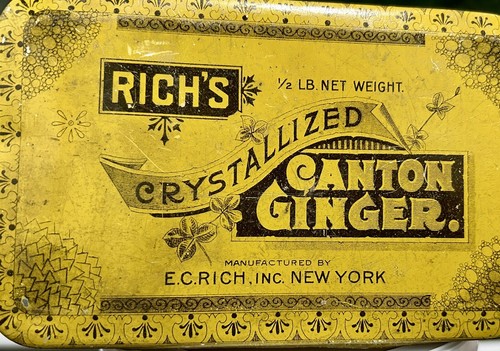 RICH'S
½ LB. NET WEIGHT.
CRYSTALLIZED
CANTON
GINGER.
MANUFACTURED BY
E.C.RICH, INC. NEW YORK